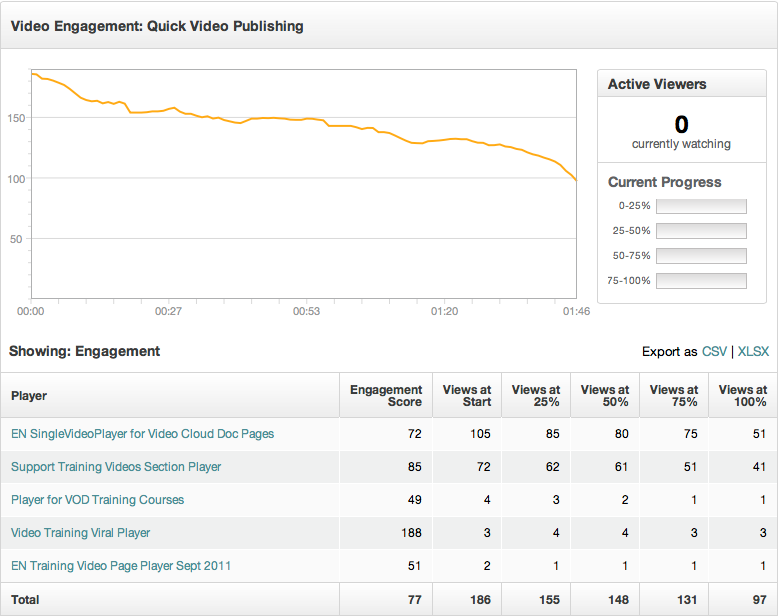 Video Engagement: Quick Video Publishing
150
100
50
00:00 00:27 00:53 01:20 01:46
Active Viewers
0
currently watching
Current Progress
0-25%
25-50%
50-75%
75-100%
Showing: Engagement Export as CSV | XLSX
Player Engagement Score Views at Start Views at 25% Views at 50% Views at 75% Views at 100%
EN SingleVideoPlayer for Video Cloud Doc Pages 72 105 85 80 75 51
Support Training Videos Section Player 85 72 62 61 51 41
Player for VOD Training Courses 49 4 3 2 1 1
Video Training Viral Player 188 3 4 4 3 3
EN Training Video Page Player Sept 2011 51 2 1 1 1 1
Total 77 186 155 148 131 97